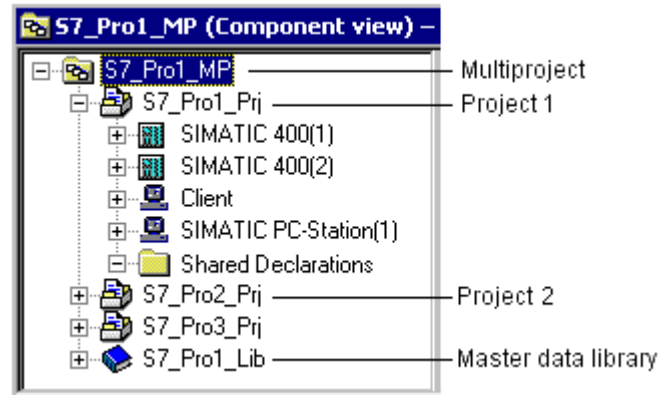 S7_Pro1_MP (Component view) –
S7_Pro1_MP Multiproject
S7_Pro1_Prj Project 1
SIMATIC 400(1)
SIMATIC 400(2)
Client
SIMATIC PC-Station(1)
Shared Declarations
S7_Pro2_Prj Project 2
S7_Pro3_Prj
S7_Pro1_Lib Master data library